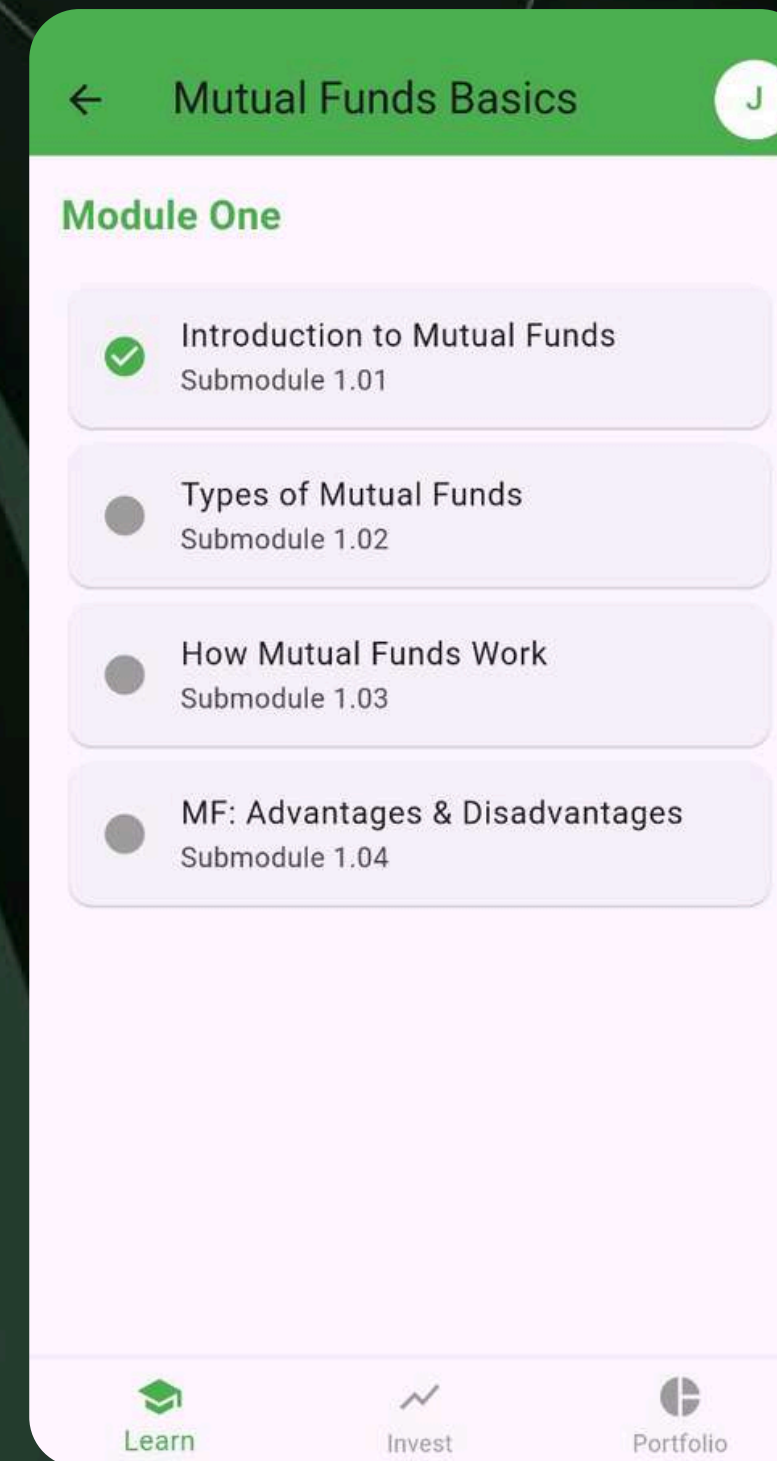 Mutual Funds Basics
J
Module One
Introduction to Mutual Funds
Submodule 1.01
Types of Mutual Funds
Submodule 1.02
How Mutual Funds Work
Submodule 1.03
MF: Advantages & Disadvantages
Submodule 1.04
Learn
Invest
Portfolio